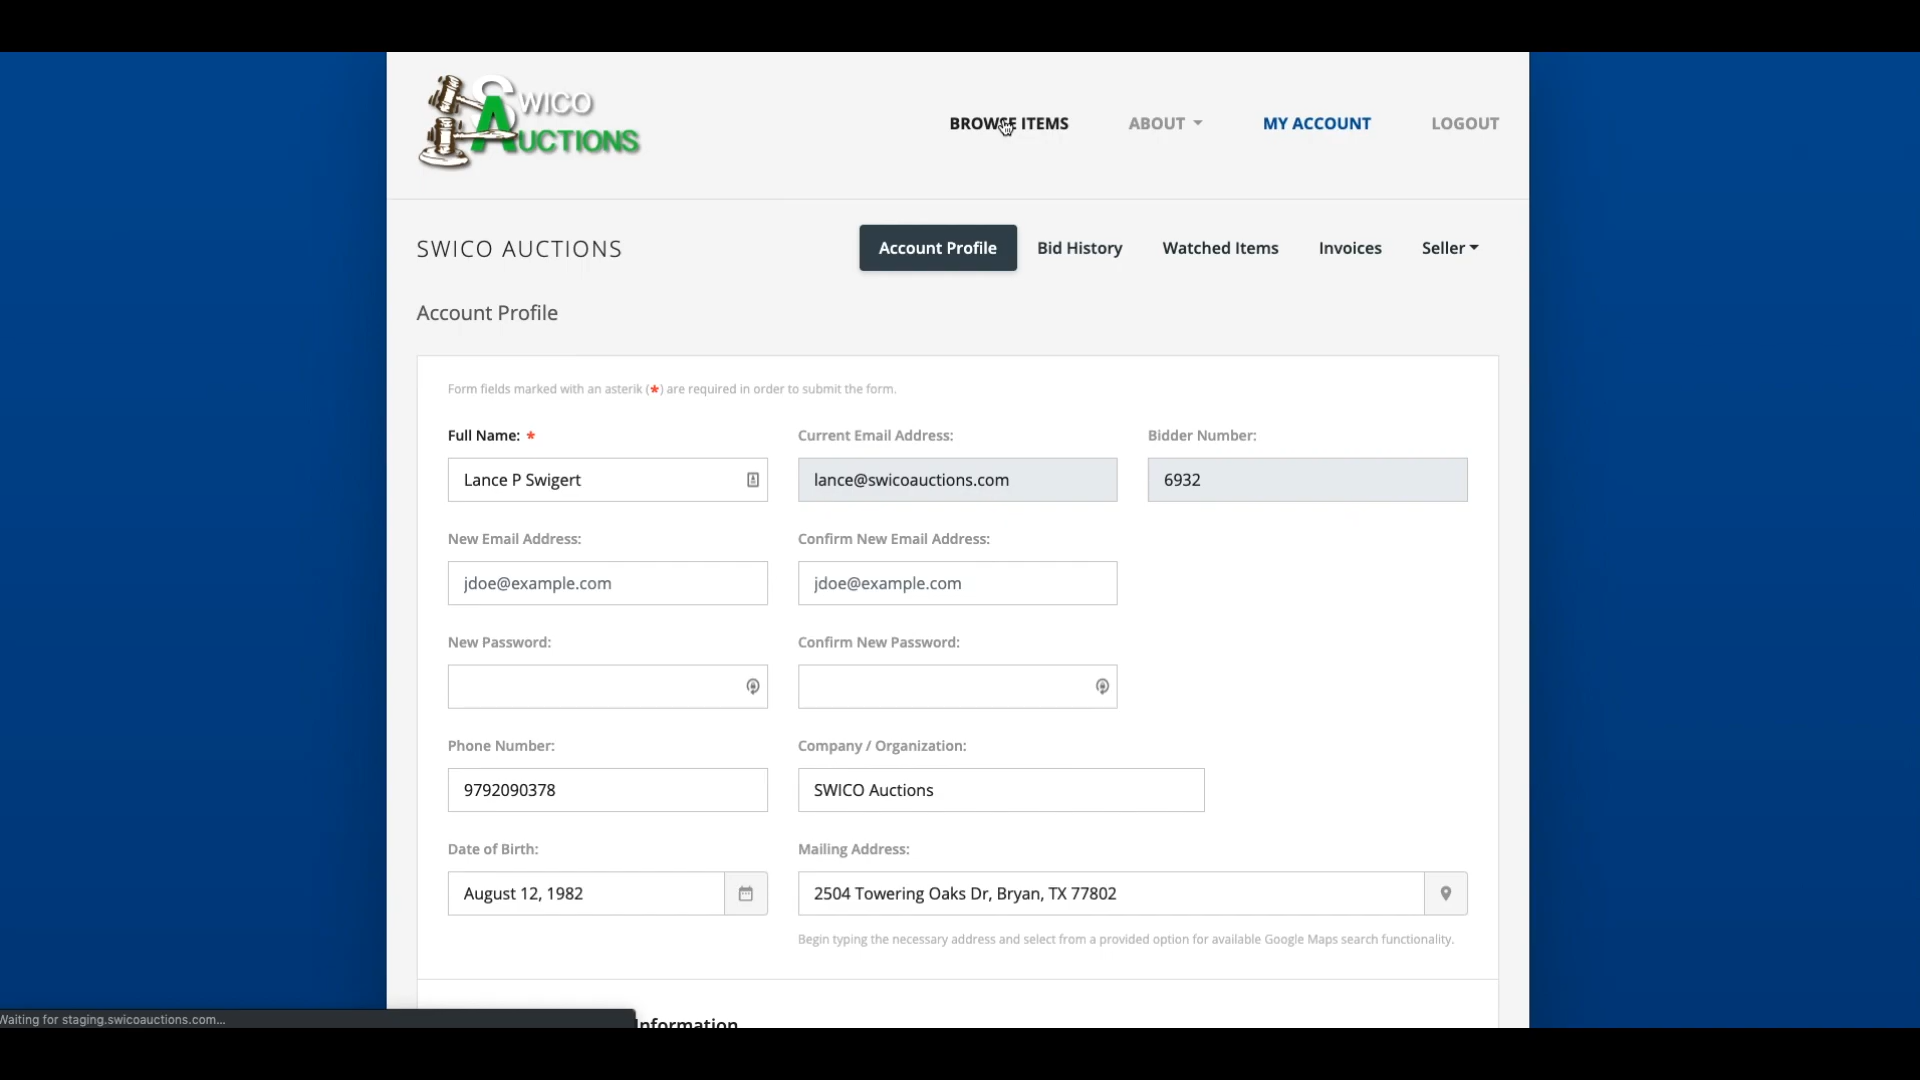 SWICO
AUCTIONS
BROWSE ITEMS
ABOUT
MY ACCOUNT
LOGOUT
SWICO AUCTIONS
Account Profile
Bid History
Watched Items
Invoices
Seller
Account Profile
Form fields marked with an asterik (*) are required in order to submit the form.
Full Name: *
Current Email Address:
Bidder Number:
Lance P Swigert
lance@swicoauctions.com
6932
New Email Address:
Confirm New Email Address:
jdoe@example.com
jdoe@example.com
New Password:
Confirm New Password:
Phone Number:
Company / Organization:
9792090378
SWICO Auctions
Date of Birth:
Mailing Address:
August 12, 1982
2504 Towering Oaks Dr, Bryan, TX 77802
Begin typing the necessary address and select from a provided option for available Google Maps search functionality.
Waiting for staging.swicoauctions.com...
Information